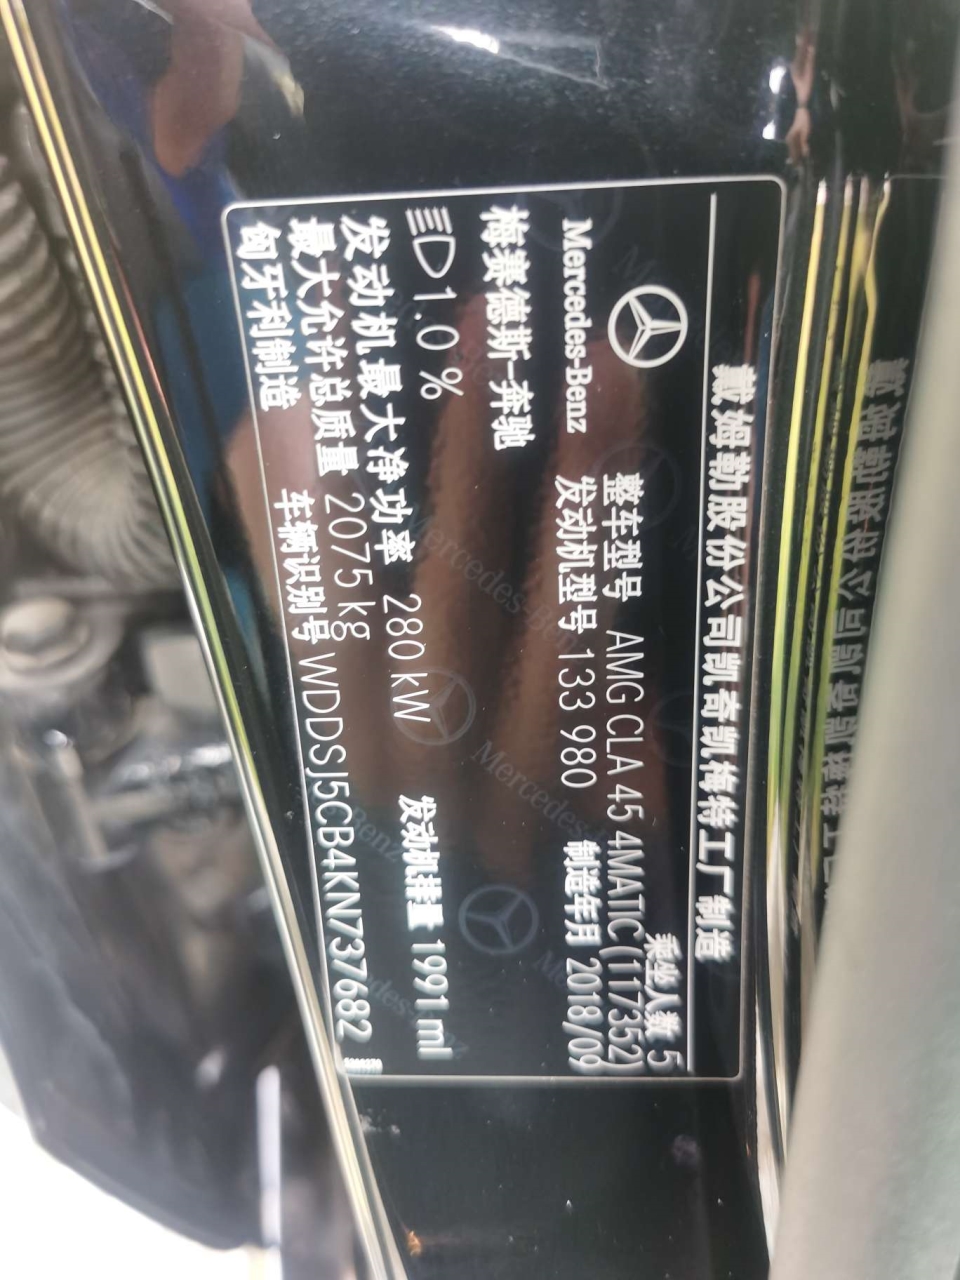 戴姆勒股份公司凯奇凯梅特工厂制造
乘坐人数 5
整车型号 AMG CLA 45 4MATIC (117352)
Mercedes-Benz 发动机型号 133 980 制造年月 2018/09
梅赛德斯-奔驰
1.0 % 发动机排量 1991 ml
发动机最大净功率 280 kW
最大允许总质量 2075 kg
匈牙利制造 车辆识别号 WDDSJ5CB4KN737682